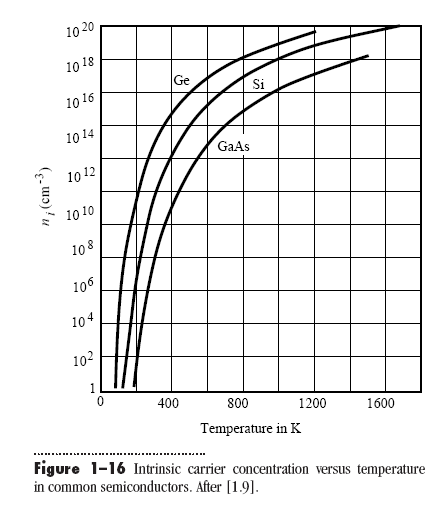 10 20
10 18
10 16
10 14
10 12
10 10
10 8
10 6
10 4
10 2
1
n i (cm -3)
Ge
Si
GaAs
0 400 800 1200 1600
Temperature in K
Figure 1–16 Intrinsic carrier concentration versus temperature
in common semiconductors. After [1.9].